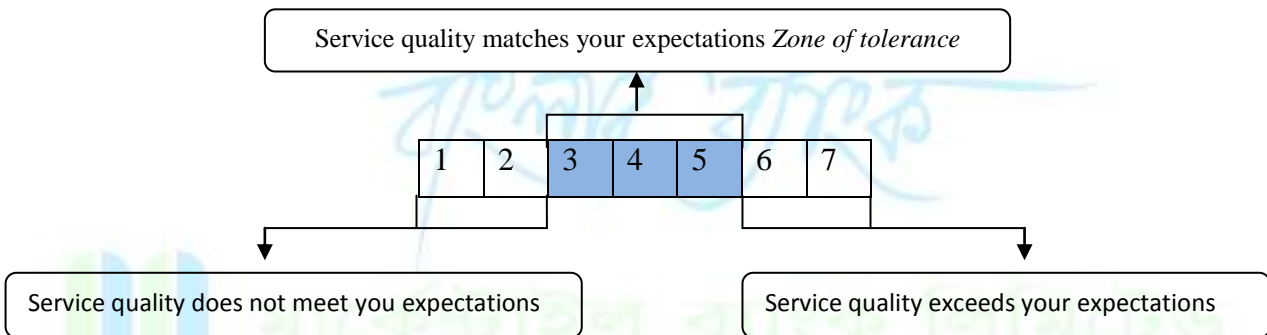 Service quality matches your expectations Zone of tolerance
বাংলার ব্যাংক
1 2 3 4 5 6 7
Service quality does not meet you expectations
Service quality exceeds your expectations
মার্কেন্টাইল ব্যাংক লিমিটেড